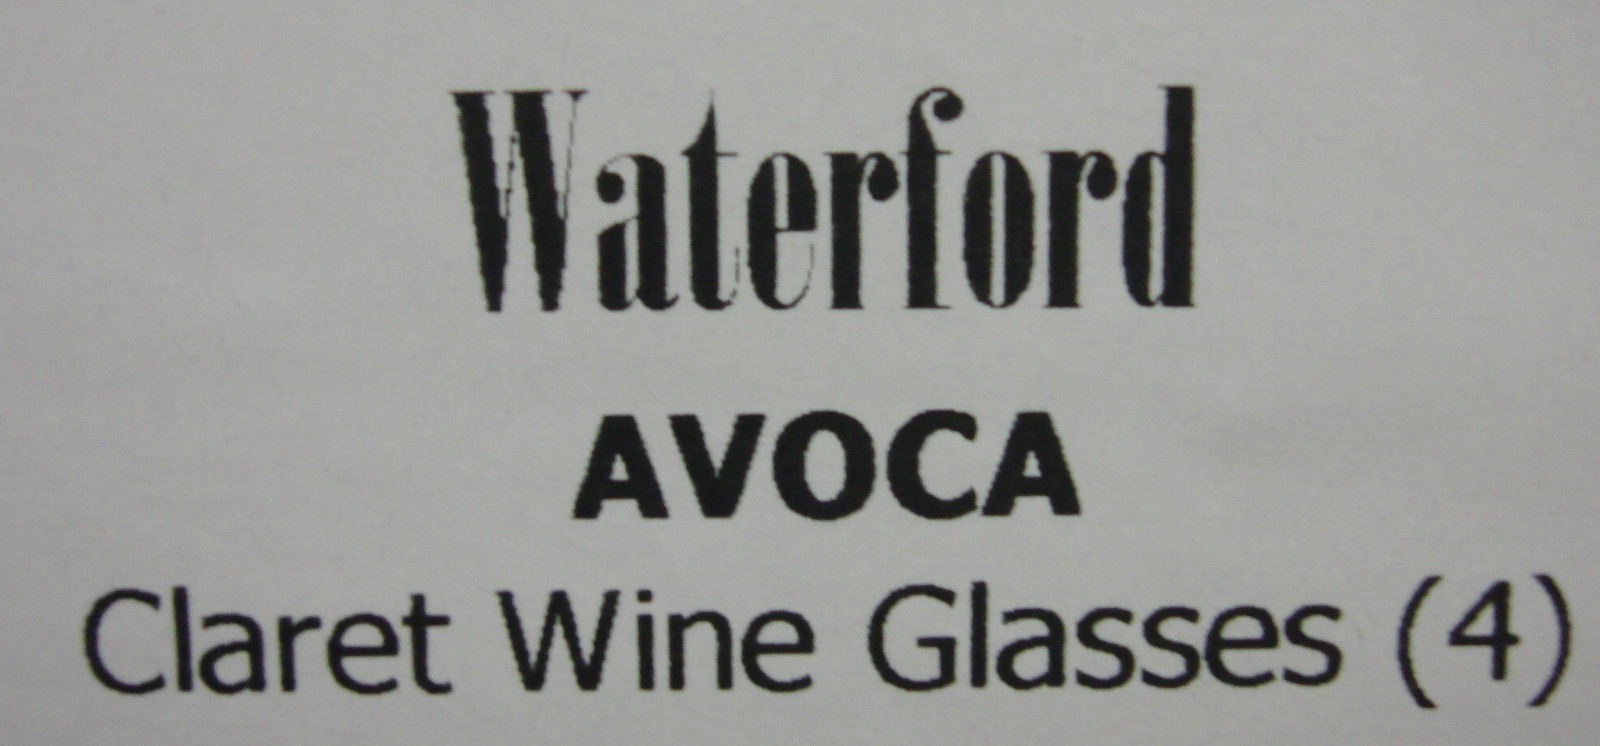 Waterford
AVOCA
Claret Wine Glasses (4)